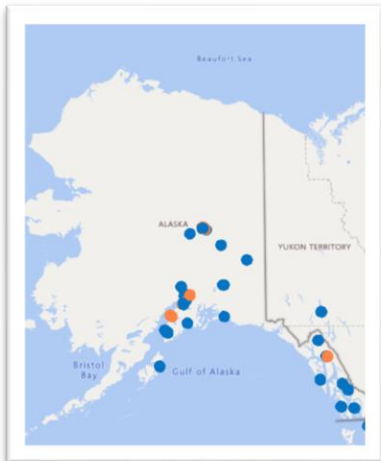 Beaufort Sea
ALASKA
YUKON TERRITORY
Bristol
Bay
Gulf of Alaska